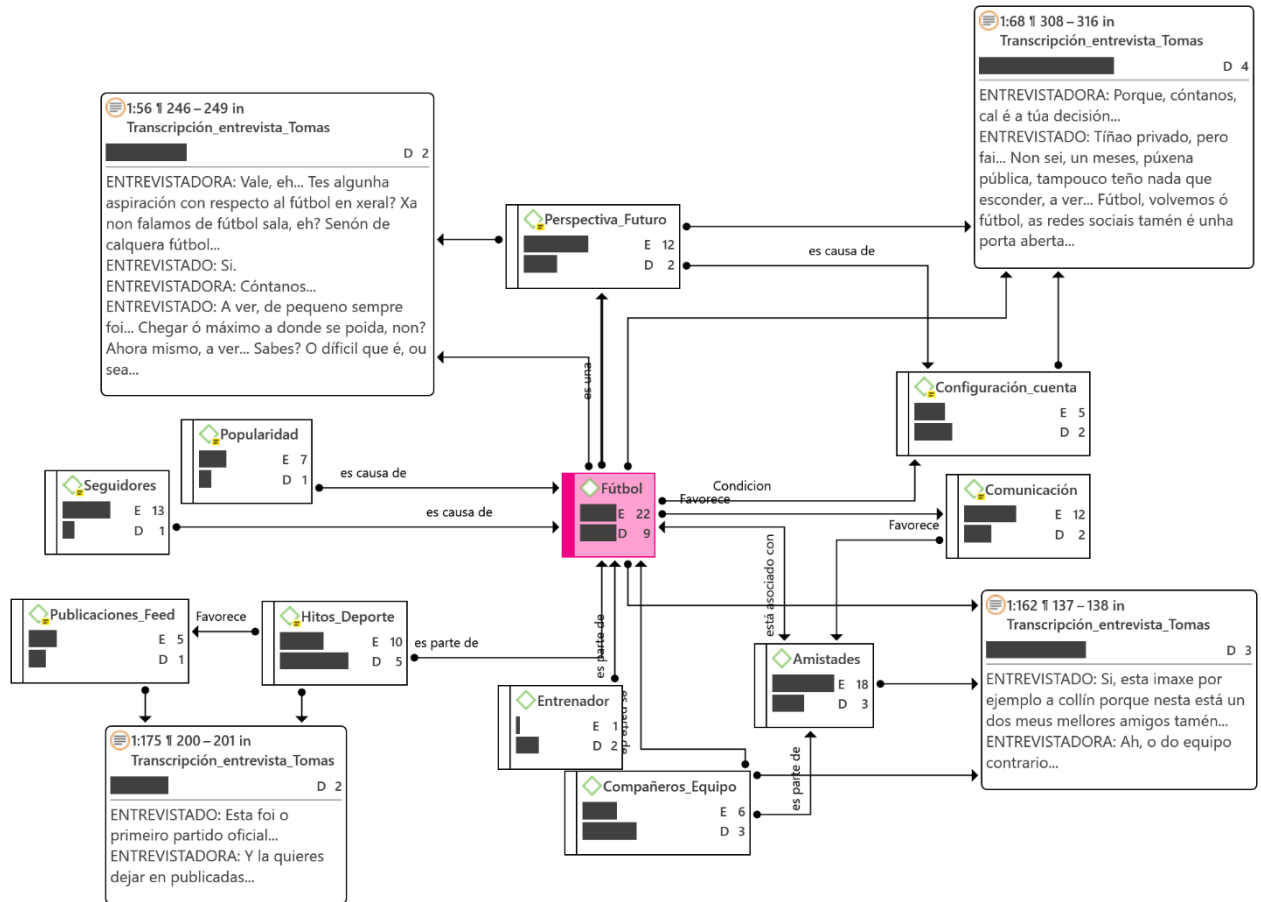 1:68 ¶ 308 – 316 in
Transcripción_entrevista_Tomas
D 4
ENTREVISTADORA: Porque, cóntanos,
cal é a túa decisión...
ENTREVISTADO: Tíñao privado, pero
fai... Non sei, un meses, púxena
pública, tampouco teño nada que
esconder, a ver... Fútbol, volvemos ó
fútbol, as redes sociais tamén é unha
porta aberta...
1:56 ¶ 246 – 249 in
Transcripción_entrevista_Tomas
D 2
ENTREVISTADORA: Vale, eh... Tes algunha
aspiración con respecto al fútbol en xeral? Xa
non falamos de fútbol sala, eh? Senón de
calquera fútbol...
ENTREVISTADO: Si.
ENTREVISTADORA: Cóntanos...
ENTREVISTADO: A ver, de pequeno sempre
foi... Chegar ó máximo a donde se poida, non?
Ahora mismo, a ver... Sabes? O díficil que é, ou
sea...
Perspectiva_Futuro
E 12
D 2
es causa de
es una
Configuración_cuenta
E 5
D 2
Popularidad
E 7
D 1
es causa de
Seguidores
E 13
D 1
es causa de
Fútbol
E 22
D 9
Condicion
Favorece
Comunicación
E 12
D 2
Favorece
está asociado con
Publicaciones_Feed
E 5
D 1
Favorece
Hitos_Deporte
E 10
D 5
es parte de
es parte de
es parte de
Entrenador
E 1
D 2
Amistades
E 18
D 3
es parte de
Compañeros_Equipo
E 6
D 3
1:162 ¶ 137 – 138 in
Transcripción_entrevista_Tomas
D 3
ENTREVISTADO: Si, esta imaxe por
ejemplo a collín porque nesta está un
dos meus mellores amigos tamén...
ENTREVISTADORA: Ah, o do equipo
contrario...
1:175 ¶ 200 – 201 in
Transcripción_entrevista_Tomas
D 2
ENTREVISTADO: Esta foi o
primeiro partido oficial...
ENTREVISTADORA: Y la quieres
dejar en publicadas...